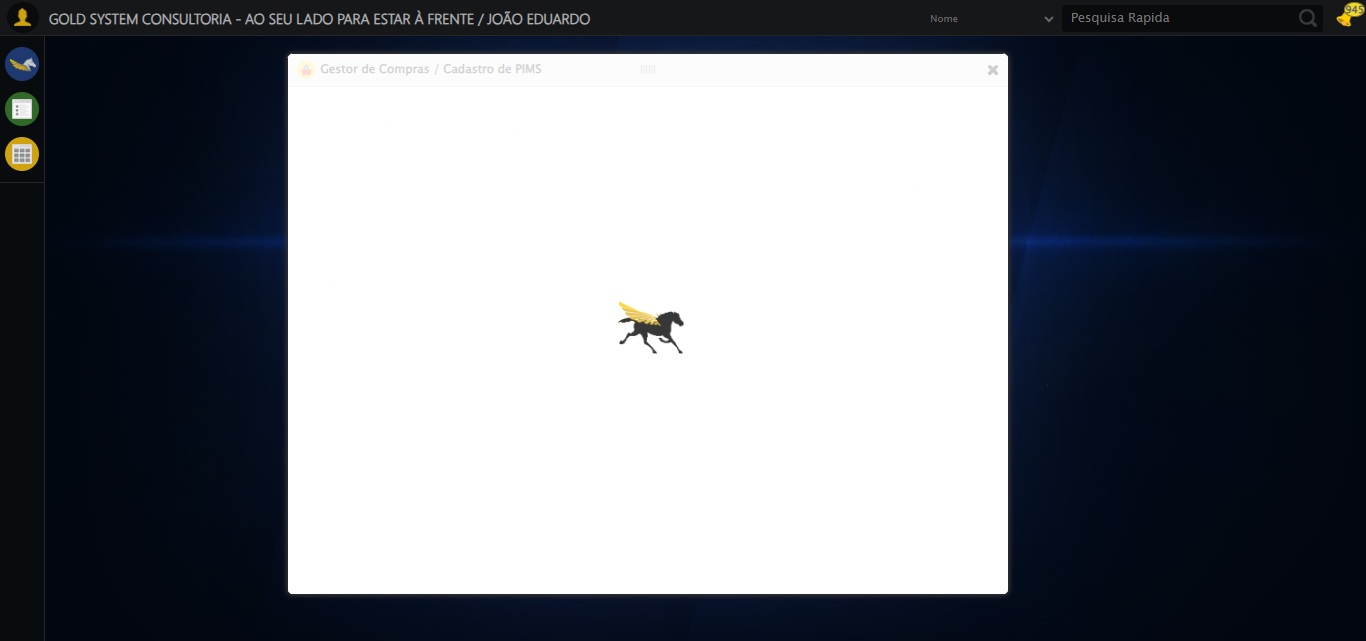 GOLD SYSTEM CONSULTORIA - AO SEU LADO PARA ESTAR À FRENTE / JOÃO EDUARDO
Nome
Pesquisa Rapida
945
Gestor de Compras / Cadastro de PIMS